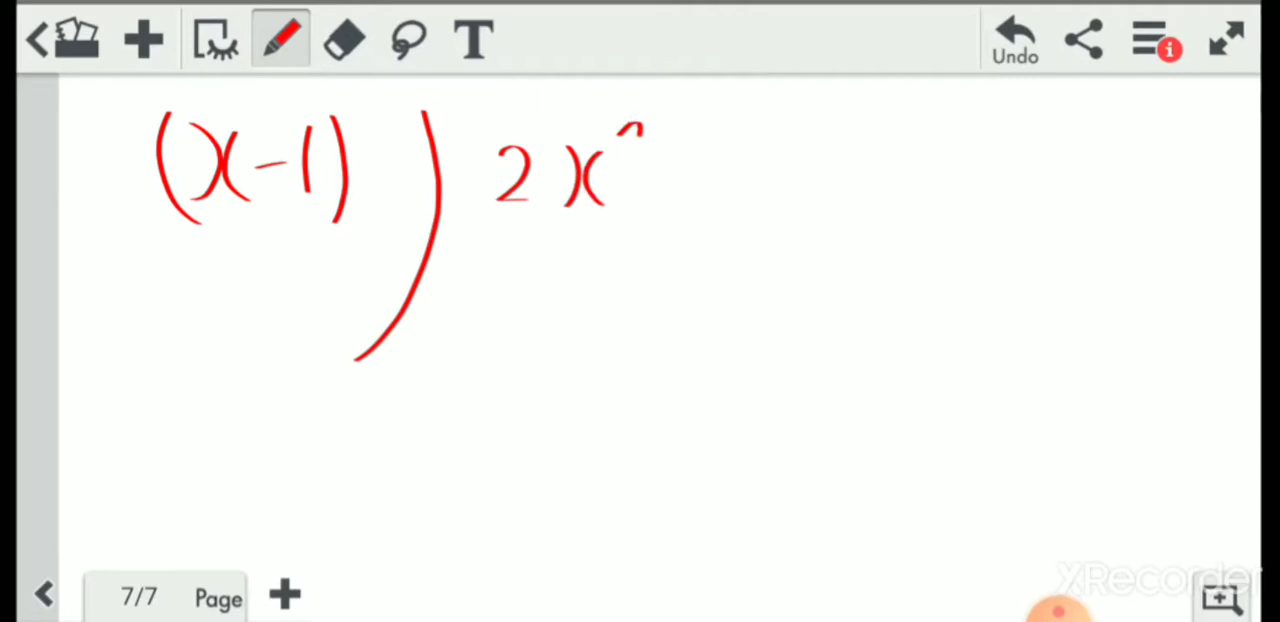 Undo
(x-1) ) 2x
7/7 Page
XRecorder